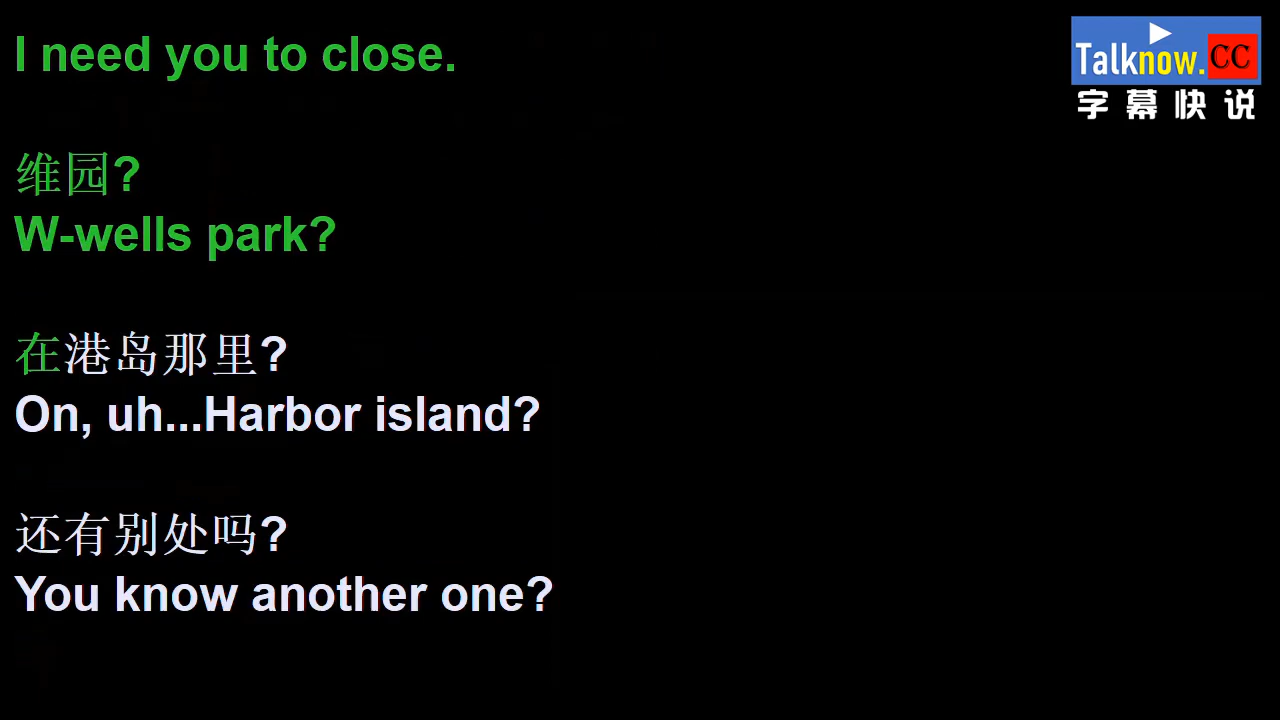 I need you to close.
Talknow.CC
字幕快说
维园?
W-wells park?
在港岛那里?
On, uh...Harbor island?
还有别处吗?
You know another one?